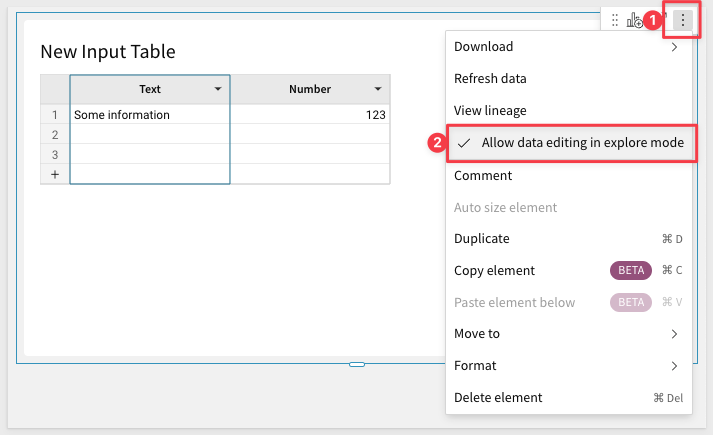 1
New Input Table
Text Number
1 Some information 123
2
3
+
Download
Refresh data
View lineage
2 ✓ Allow data editing in explore mode
Comment
Auto size element
Duplicate ⌘ D
Copy element BETA ⌘ C
Paste element below BETA ⌘ V
Move to
Format
Delete element ⌘ Del